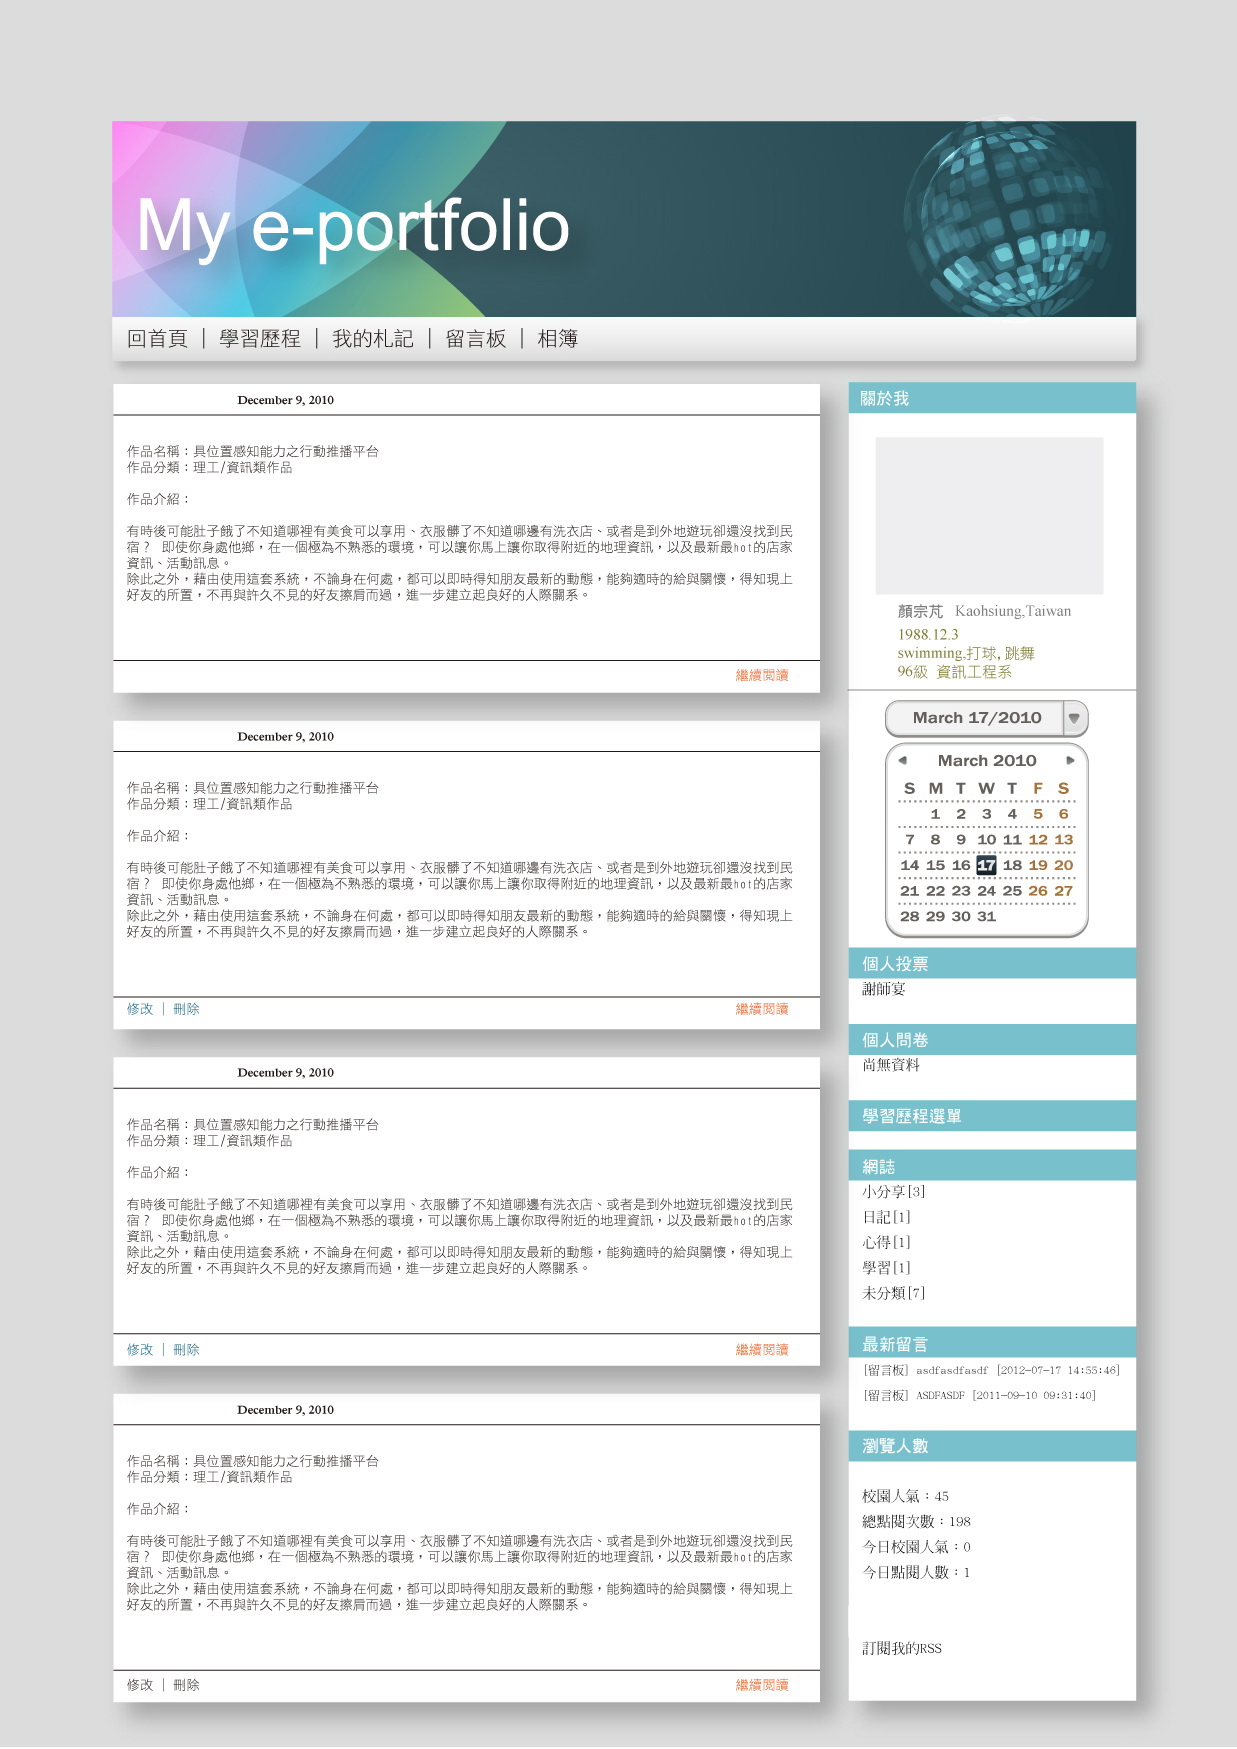 My e-portfolio
回首頁 | 學習歷程 | 我的札記 | 留言板 | 相簿
December 9, 2010
作品名稱：具位置感知能力之行動推播平台
作品分類：理工/資訊類作品
作品介紹：
有時後可能肚子餓了不知道哪裡有美食可以享用、衣服髒了不知道哪邊有洗衣店、或者是到外地遊玩卻還沒找到民
宿？ 即使你身處他鄉，在一個極為不熟悉的環境，可以讓你馬上讓你取得附近的地理資訊，以及最新最hot的店家
資訊、活動訊息。
除此之外，藉由使用這套系統，不論身在何處，都可以即時得知朋友最新的動態，能夠適時的給與關懷，得知現上
好友的所置，不再與許久不見的好友擦肩而過，進一步建立起良好的人際關系。
繼續閱讀
December 9, 2010
作品名稱：具位置感知能力之行動推播平台
作品分類：理工/資訊類作品
作品介紹：
有時後可能肚子餓了不知道哪裡有美食可以享用、衣服髒了不知道哪邊有洗衣店、或者是到外地遊玩卻還沒找到民
宿？ 即使你身處他鄉，在一個極為不熟悉的環境，可以讓你馬上讓你取得附近的地理資訊，以及最新最hot的店家
資訊、活動訊息。
除此之外，藉由使用這套系統，不論身在何處，都可以即時得知朋友最新的動態，能夠適時的給與關懷，得知現上
好友的所置，不再與許久不見的好友擦肩而過，進一步建立起良好的人際關系。
修改 | 刪除 繼續閱讀
December 9, 2010
作品名稱：具位置感知能力之行動推播平台
作品分類：理工/資訊類作品
作品介紹：
有時後可能肚子餓了不知道哪裡有美食可以享用、衣服髒了不知道哪邊有洗衣店、或者是到外地遊玩卻還沒找到民
宿？ 即使你身處他鄉，在一個極為不熟悉的環境，可以讓你馬上讓你取得附近的地理資訊，以及最新最hot的店家
資訊、活動訊息。
除此之外，藉由使用這套系統，不論身在何處，都可以即時得知朋友最新的動態，能夠適時的給與關懷，得知現上
好友的所置，不再與許久不見的好友擦肩而過，進一步建立起良好的人際關系。
修改 | 刪除 繼續閱讀
December 9, 2010
作品名稱：具位置感知能力之行動推播平台
作品分類：理工/資訊類作品
作品介紹：
有時後可能肚子餓了不知道哪裡有美食可以享用、衣服髒了不知道哪邊有洗衣店、或者是到外地遊玩卻還沒找到民
宿？ 即使你身處他鄉，在一個極為不熟悉的環境，可以讓你馬上讓你取得附近的地理資訊，以及最新最hot的店家
資訊、活動訊息。
除此之外，藉由使用這套系統，不論身在何處，都可以即時得知朋友最新的動態，能夠適時的給與關懷，得知現上
好友的所置，不再與許久不見的好友擦肩而過，進一步建立起良好的人際關系。
修改 | 刪除 繼續閱讀
關於我
顏宗芃 Kaohsiung,Taiwan
1988.12.3
swimming,打球, 跳舞
96級 資訊工程系
March 17/2010
March 2010
S M T W T F S
1 2 3 4 5 6
7 8 9 10 11 12 13
14 15 16 17 18 19 20
21 22 23 24 25 26 27
28 29 30 31
個人投票
謝師宴
個人問卷
尚無資料
學習歷程選單
網誌
小分享[3]
日記[1]
心得[1]
學習[1]
未分類[7]
最新留言
[留言板] asdfasdfasdf [2012-07-17 14:55:46]
[留言板] ASDFASDF [2011-09-10 09:31:40]
瀏覽人數
校園人氣：45
總點閱次數：198
今日校園人氣：0
今日點閱人數：1
訂閱我的RSS